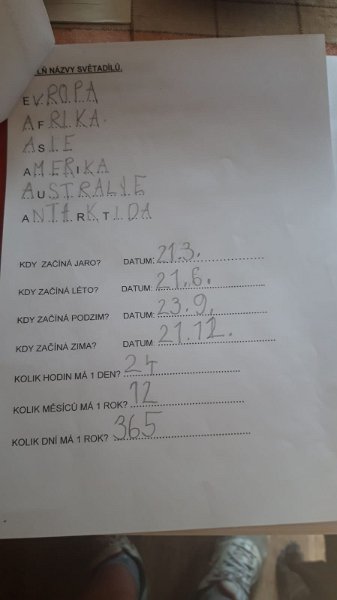 LŇ NÁZVY SVĚTADÍLŮ.
EVROPA
AFRIKA.
ASIE
AMERIKA
AUSTRALIE
ANTARKTIDA
KDY ZAČÍNÁ JARO? DATUM: 21.3.
KDY ZAČÍNÁ LÉTO? DATUM: 21.6.
KDY ZAČÍNÁ PODZIM? DATUM: 23.9.
KDY ZAČÍNÁ ZIMA? DATUM 21.12.
KOLIK HODIN MÁ 1 DEN? 24
KOLIK MĚSÍCŮ MÁ 1 ROK? 12
KOLIK DNÍ MÁ 1 ROK? 365